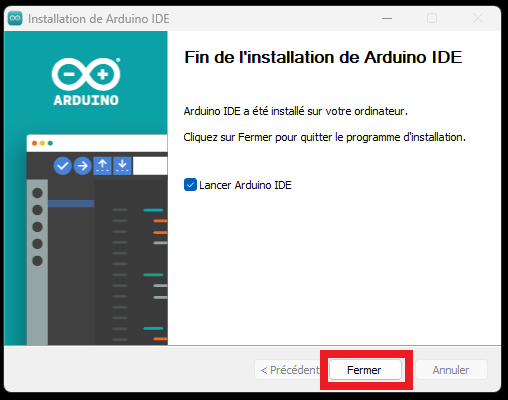 Installation de Arduino IDE
Fin de l'installation de Arduino IDE
ARDUINO
Arduino IDE a été installé sur votre ordinateur.
Cliquez sur Fermer pour quitter le programme d'installation.
Lancer Arduino IDE
< Précédent
Fermer
Annuler